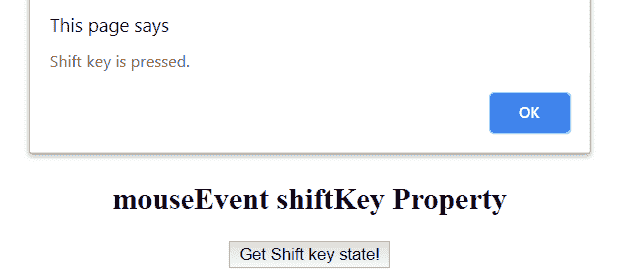 This page says
Shift key is pressed.
OK
mouseEvent shiftKey Property
Get Shift key state!